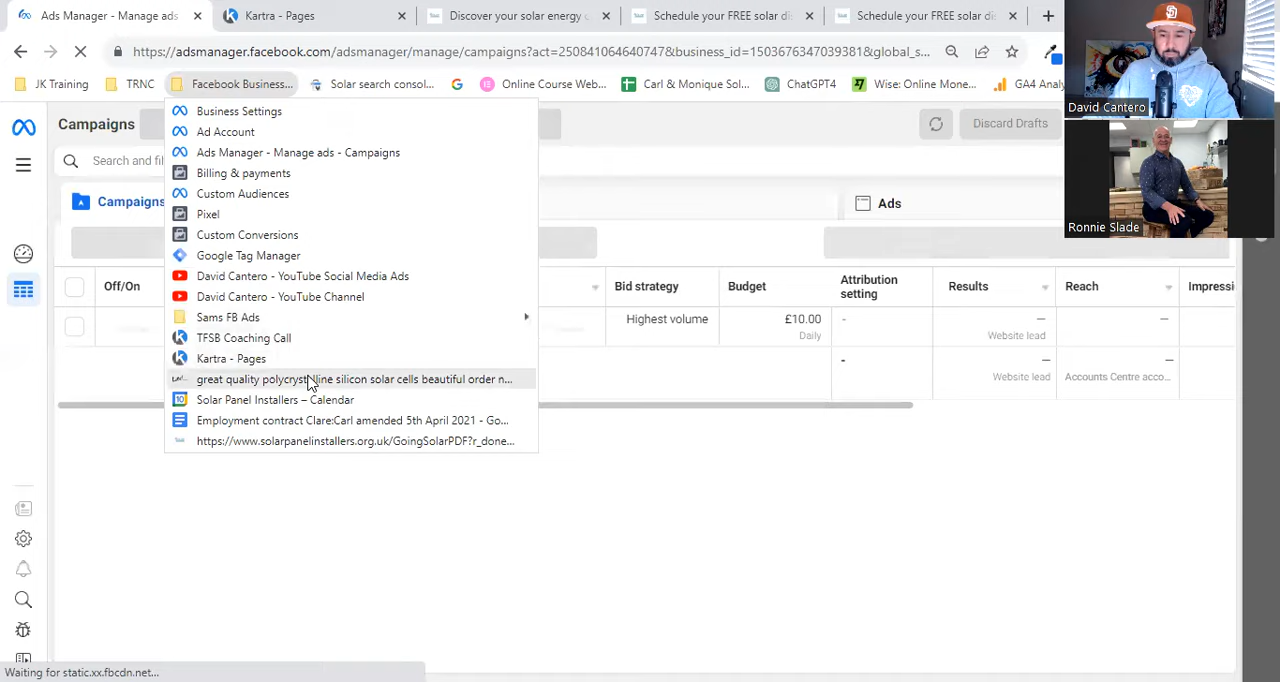 Ads Manager - Manage ads
Kartra - Pages
Discover your solar energy
Schedule your FREE solar di
Schedule your FREE solar di
https://adsmanager.facebook.com/adsmanager/manage/campaigns?act=250841064640747&business_id=1503676347039381&global_s...
JK Training
TRNC
Facebook Business...
Solar search consol...
Online Course Web...
Carl & Monique Sol...
ChatGPT4
Wise: Online Mone...
GA4 Analy
Campaigns
Discard Drafts
Search and fil
Campaigns
Ads
Off/On
Bid strategy
Budget
Attribution
setting
Results
Reach
Impressi
Highest volume
£10.00
Daily
-
—
Website lead
—
-
—
Website lead
—
Accounts Centre acco...
Business Settings
Ad Account
Ads Manager - Manage ads - Campaigns
Billing & payments
Custom Audiences
Pixel
Custom Conversions
Google Tag Manager
David Cantero - YouTube Social Media Ads
David Cantero - YouTube Channel
Sams FB Ads
TFSB Coaching Call
Kartra - Pages
great quality polycrystalline silicon solar cells beautiful order n...
Solar Panel Installers – Calendar
Employment contract Clare:Carl amended 5th April 2021 - Go...
https://www.solarpanelinstallers.org.uk/GoingSolarPDF?r_done...
David Cantero
Ronnie Slade
Waiting for static.xx.fbcdn.net...